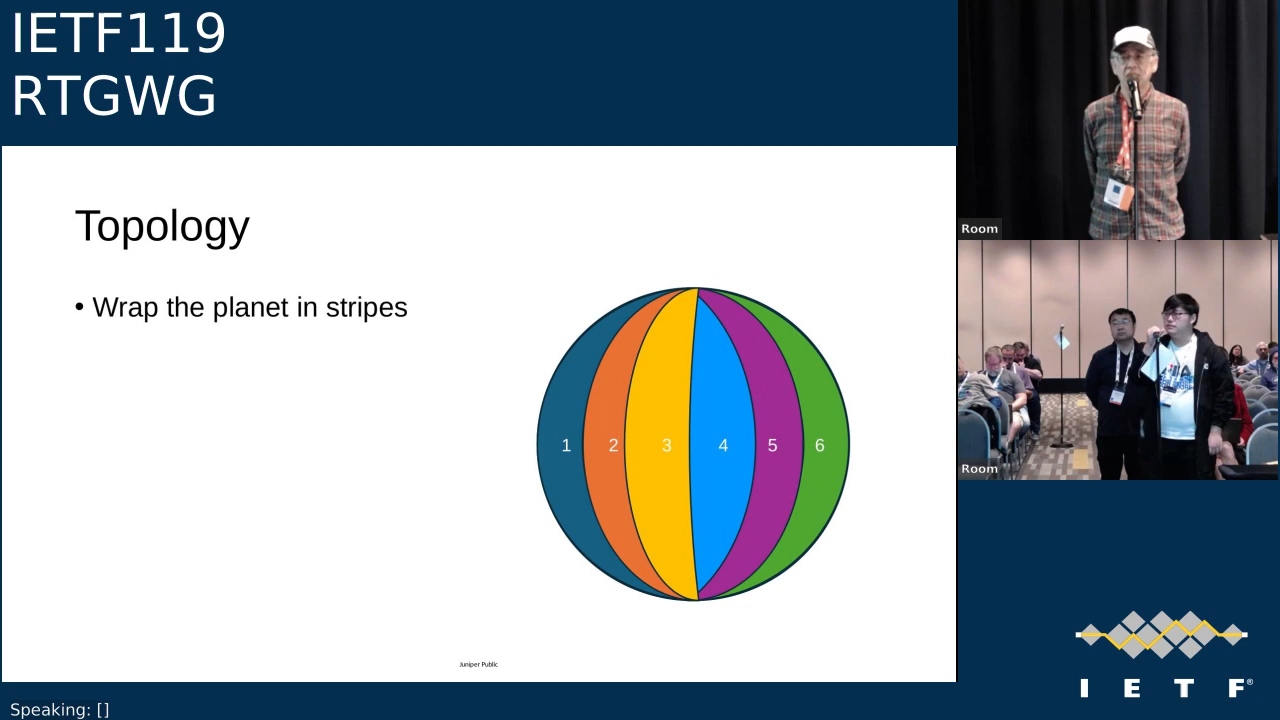 IETF119
RTGWG
Topology
• Wrap the planet in stripes
1 2 3 4 5 6
Juniper Public
Speaking: []
Room
Room
I E T F®